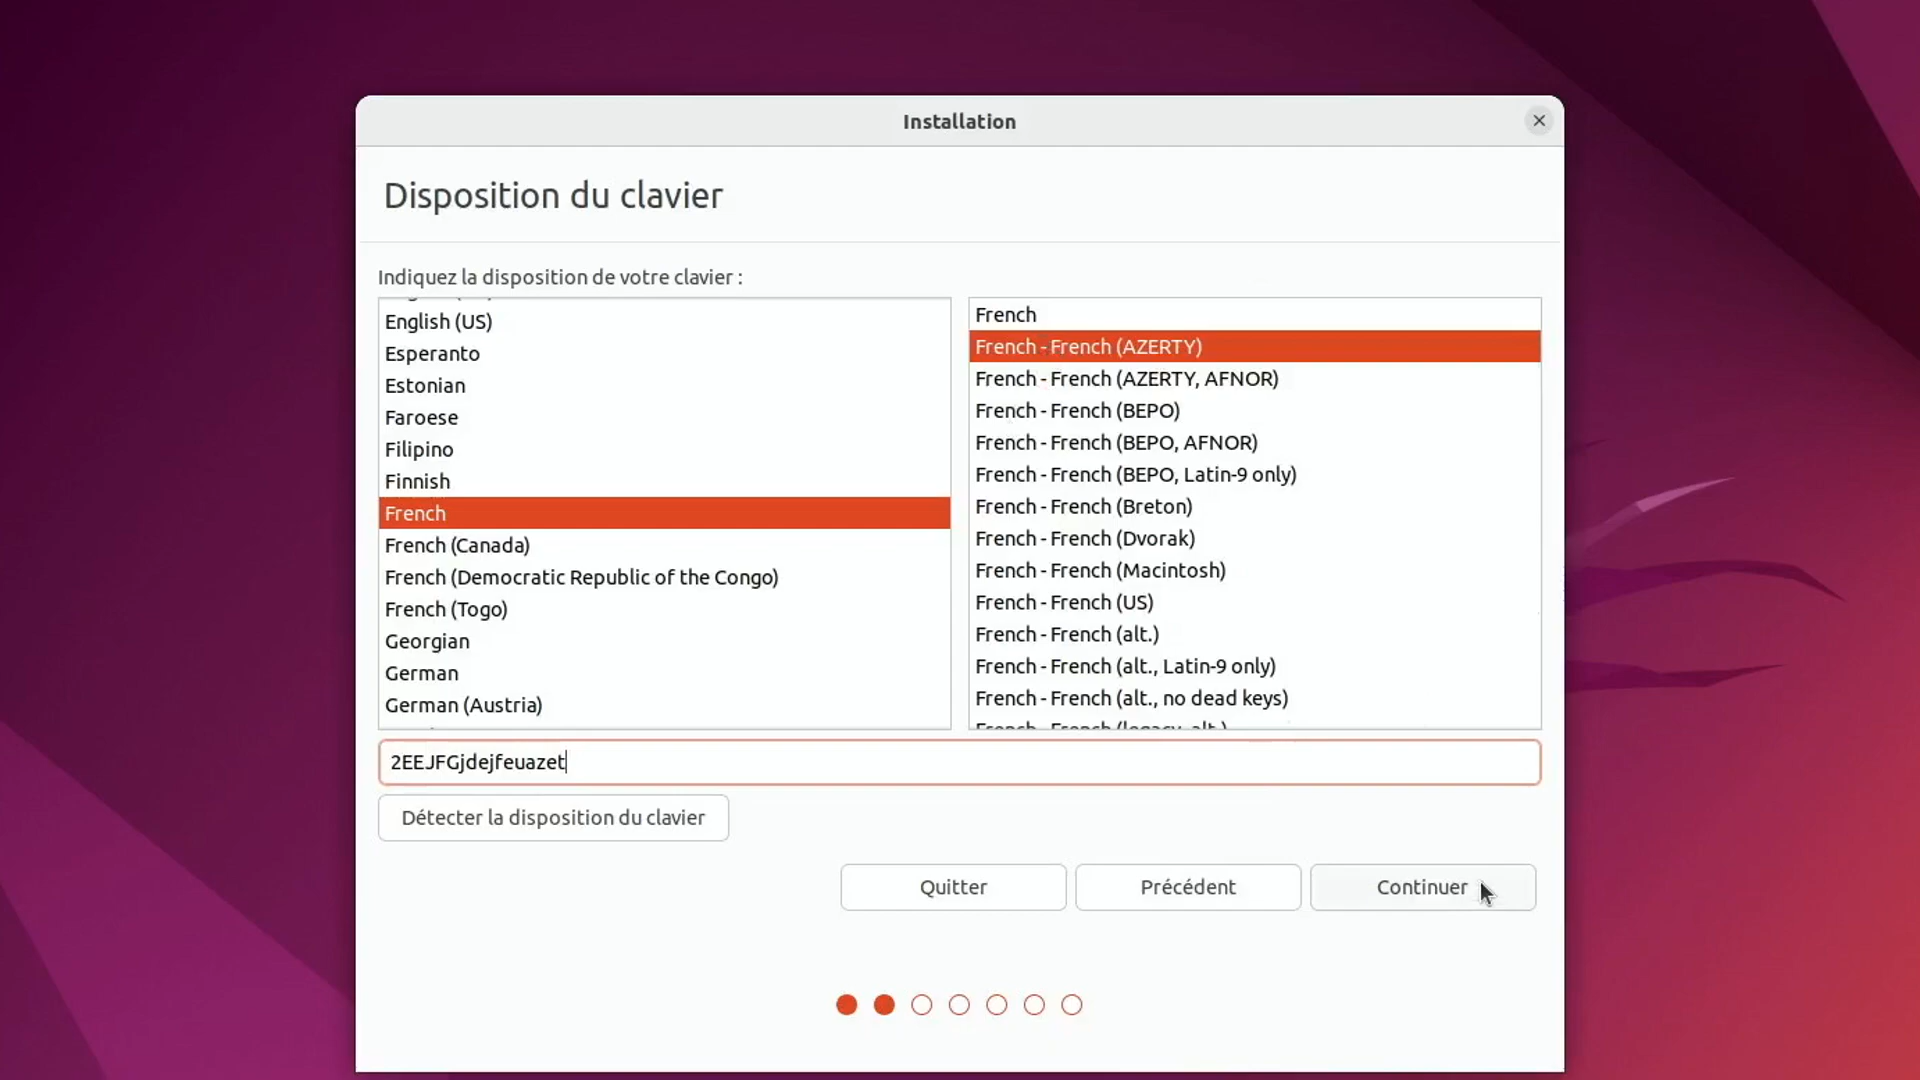 Installation
Disposition du clavier
Indiquez la disposition de votre clavier :
English (US)
Esperanto
Estonian
Faroese
Filipino
Finnish
French
French (Canada)
French (Democratic Republic of the Congo)
French (Togo)
Georgian
German
German (Austria)
French
French - French (AZERTY)
French - French (AZERTY, AFNOR)
French - French (BEPO)
French - French (BEPO, AFNOR)
French - French (BEPO, Latin-9 only)
French - French (Breton)
French - French (Dvorak)
French - French (Macintosh)
French - French (US)
French - French (alt.)
French - French (alt., Latin-9 only)
French - French (alt., no dead keys)
French - French (legacy, alt.)
2EEJFGjdejfeuazet
Détecter la disposition du clavier
Quitter
Précédent
Continuer